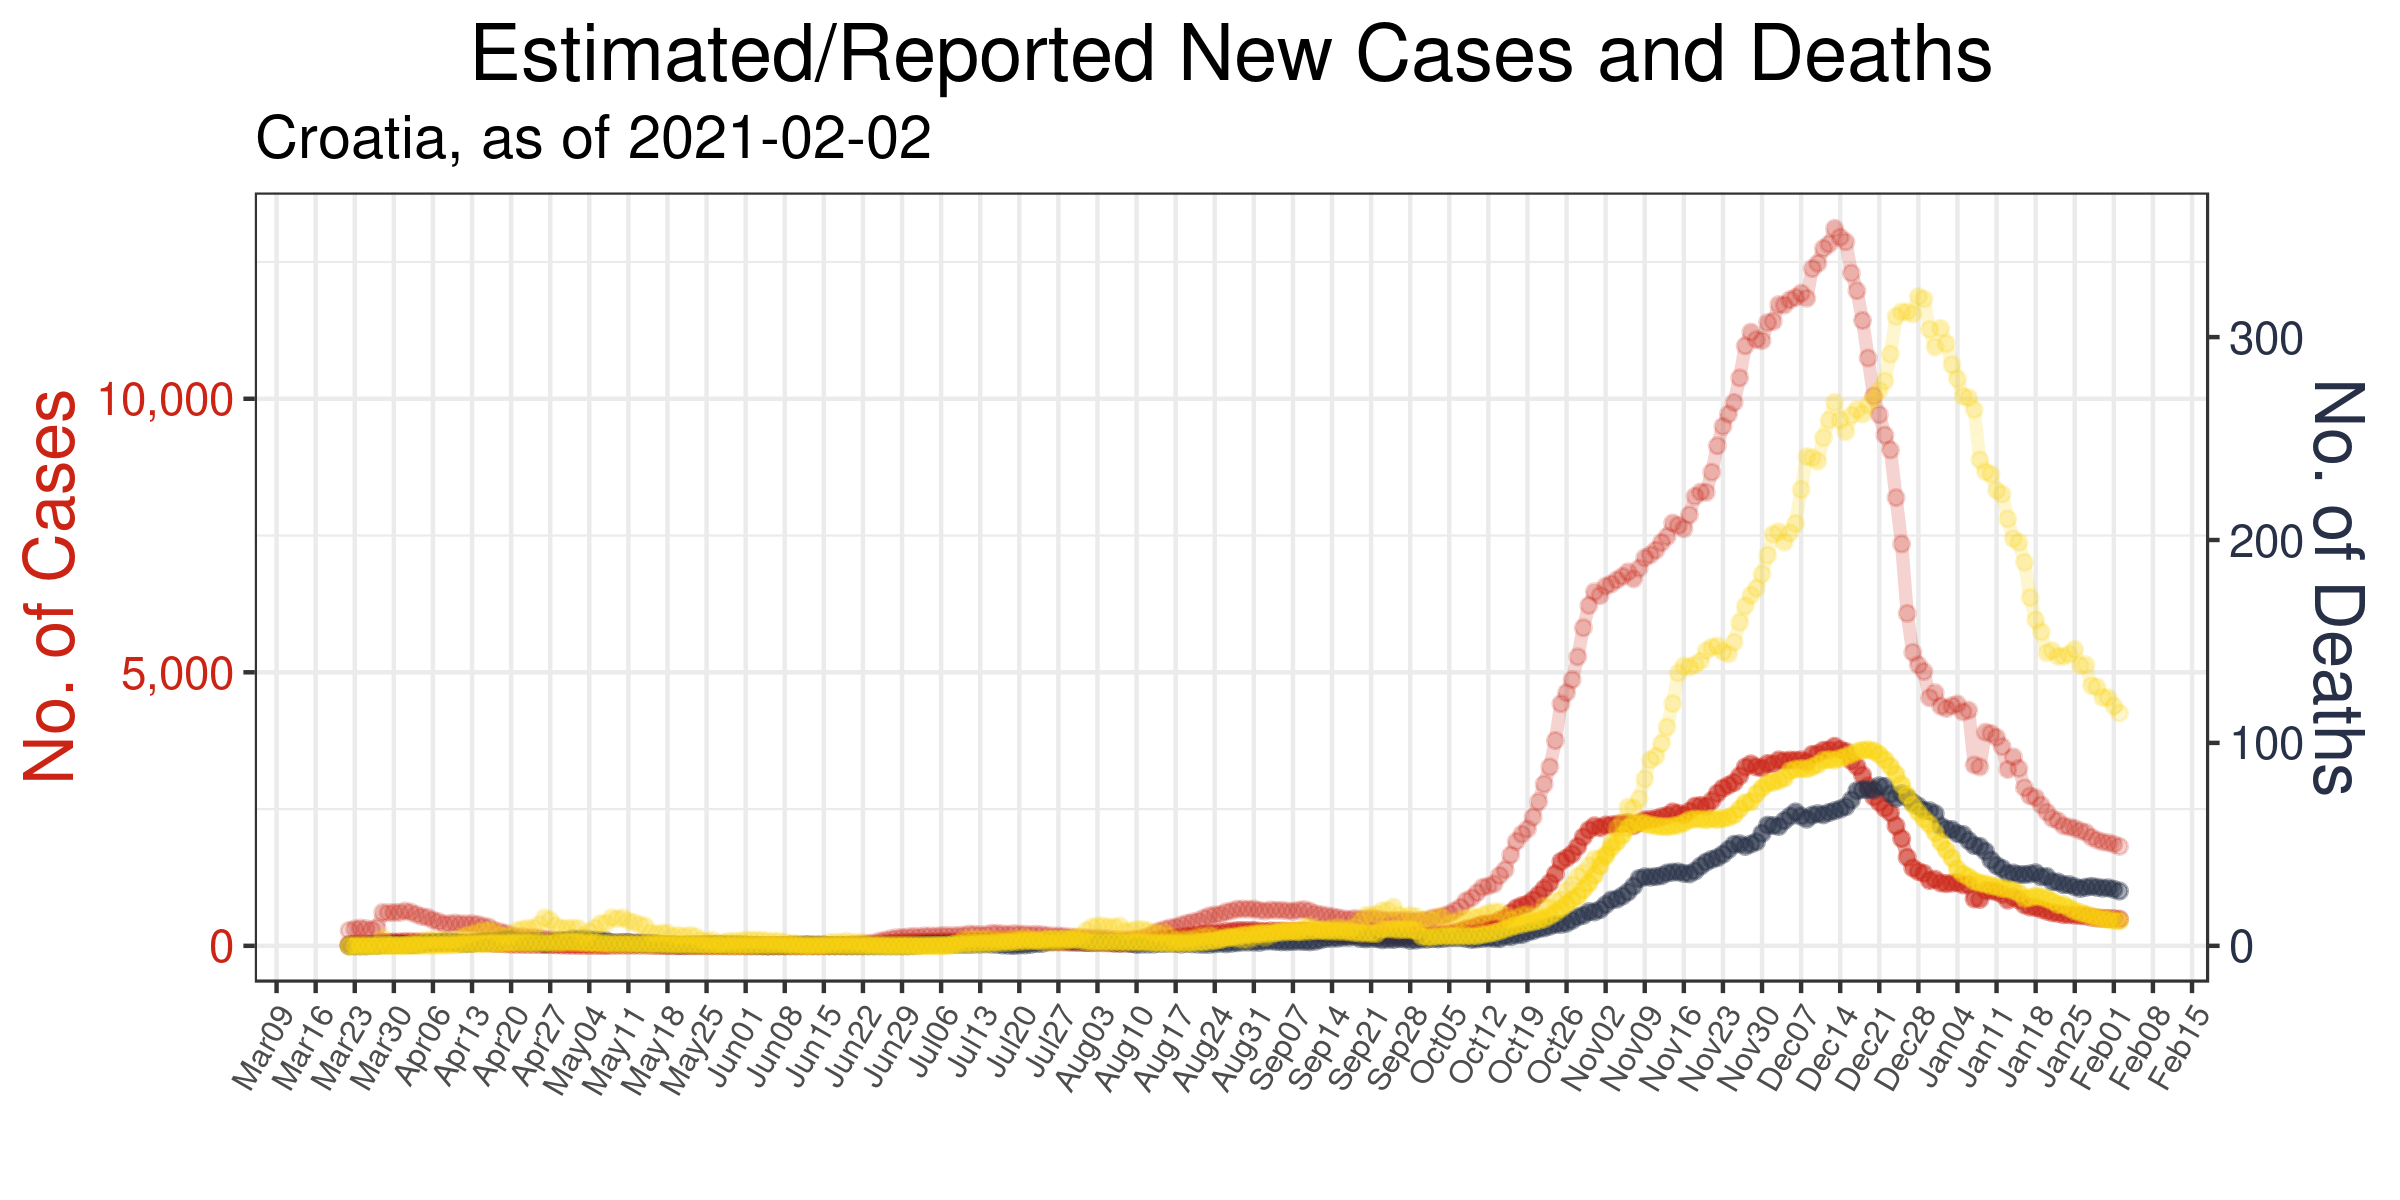 Estimated/Reported New Cases and Deaths
Croatia, as of 2021-02-02
No. of Cases
10,000
5,000
0
300
200
100
0
No. of Deaths
Mar09
Mar16
Mar23
Mar30
Apr06
Apr13
Apr20
Apr27
May04
May11
May18
May25
Jun01
Jun08
Jun15
Jun22
Jun29
Jul06
Jul13
Jul20
Jul27
Aug03
Aug10
Aug17
Aug24
Aug31
Sep07
Sep14
Sep21
Sep28
Oct05
Oct12
Oct19
Oct26
Nov02
Nov09
Nov16
Nov23
Nov30
Dec07
Dec14
Dec21
Dec28
Jan04
Jan11
Jan18
Jan25
Feb01
Feb08
Feb15